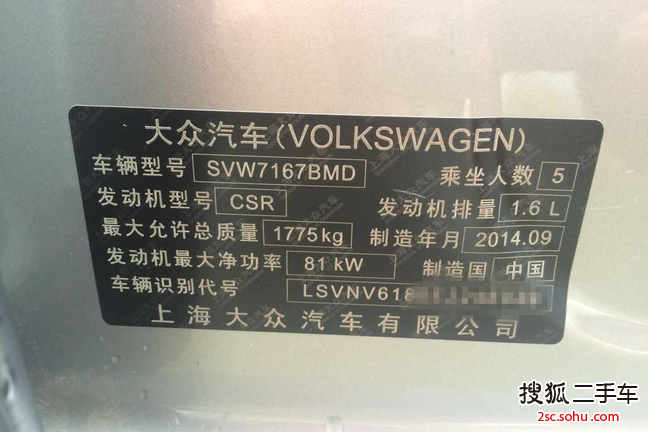 大众汽车(VOLKSWAGEN)
车辆型号 SVW7167BMD 乘坐人数 5
发动机型号 CSR 发动机排量 1.6 L
最大允许总质量 1775kg 制造年月 2014.09
发动机最大净功率 81 kW 制造国 中国
车辆识别代号 LSVNV618
上海大众汽车有限公司
搜狐二手车
2sc.sohu.com